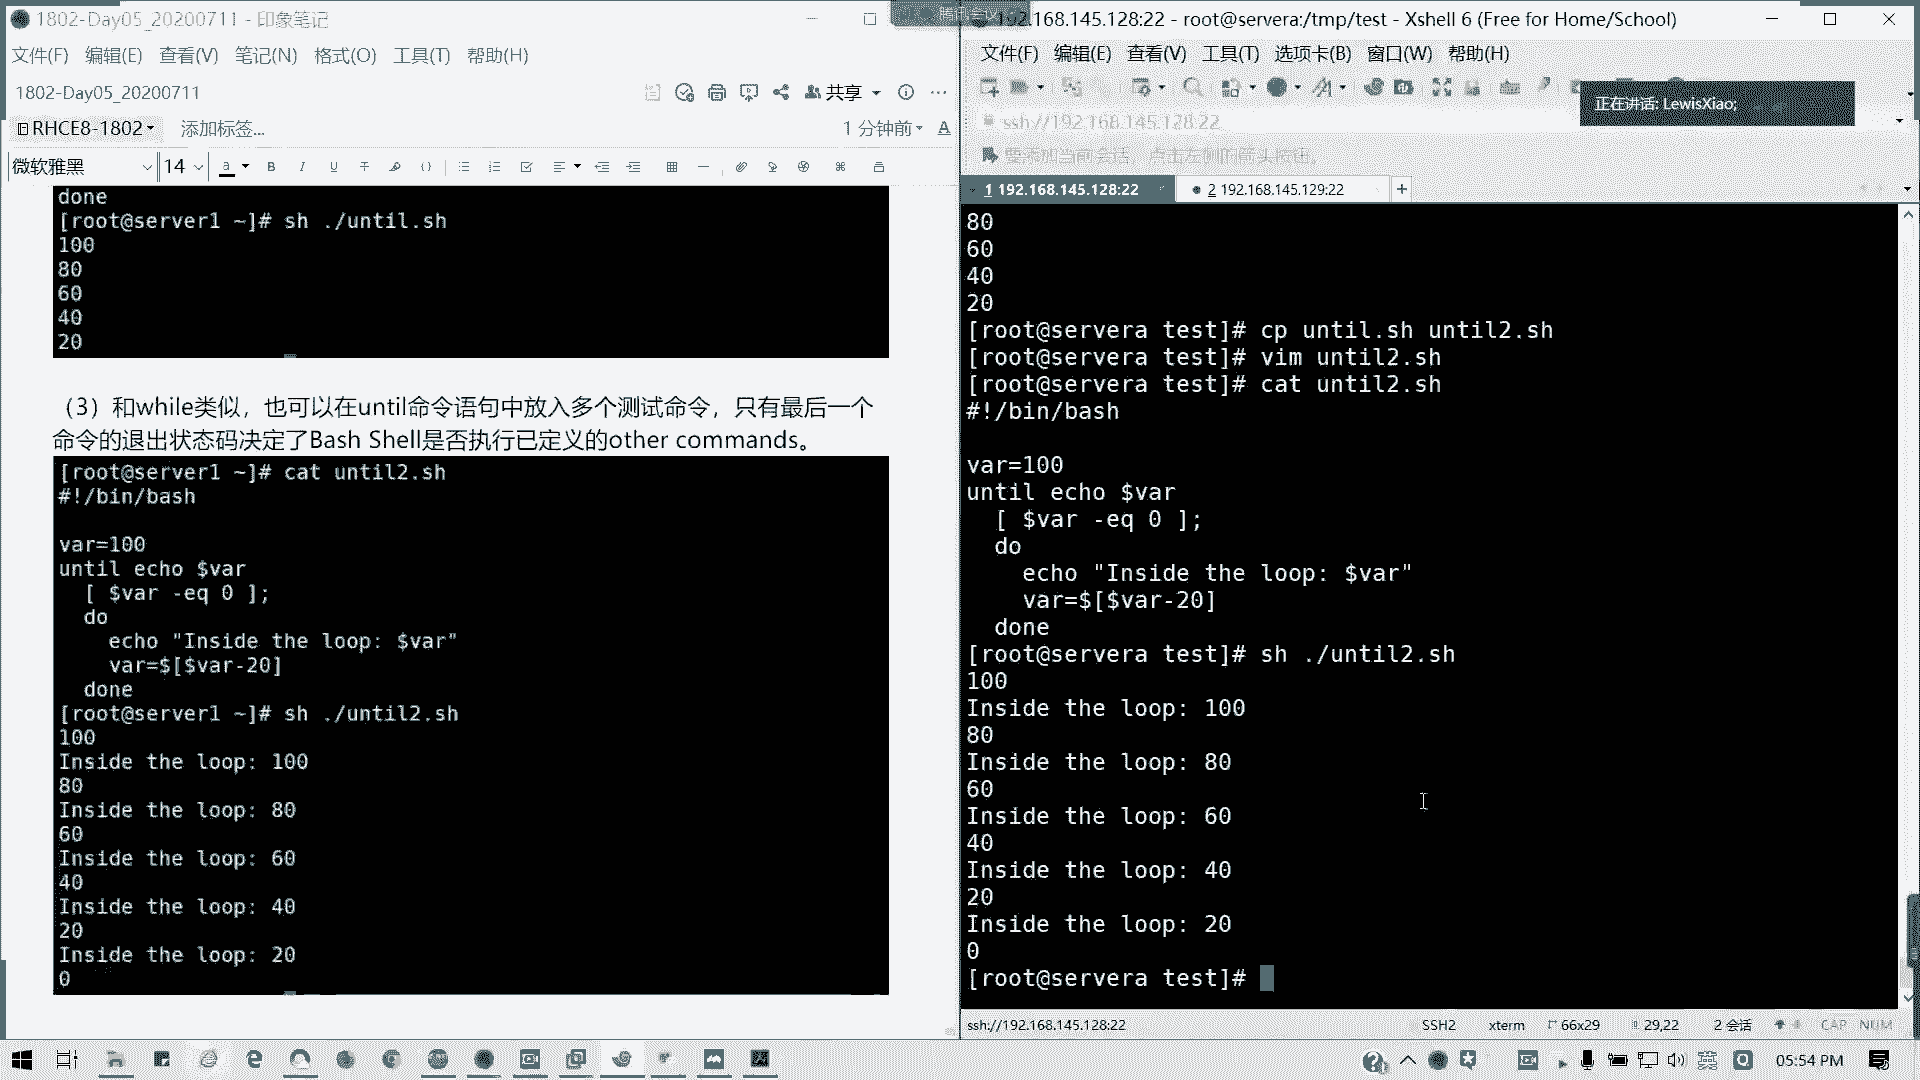 1802-Day05_20200711 - 印象笔记
文件(F) 编辑(E) 查看(V) 笔记(N) 格式(O) 工具(T) 帮助(H)
1802-Day05_20200711
共享
RHCE8-1802
添加标签...
1 分钟前
微软雅黑
14
done
[root@server1 ~]# sh ./until.sh
100
80
60
40
20
（3）和while类似，也可以在until命令语句中放入多个测试命令，只有最后一个
命令的退出状态码决定了Bash Shell是否执行已定义的other commands。
[root@server1 ~]# cat until2.sh
#!/bin/bash
var=100
until echo $var
[ $var -eq 0 ];
do
echo "Inside the loop: $var"
var=$[$var-20]
done
[root@server1 ~]# sh ./until2.sh
100
Inside the loop: 100
80
Inside the loop: 80
60
Inside the loop: 60
40
Inside the loop: 40
20
Inside the loop: 20
0
腾讯会议
192.168.145.128:22 - root@servera:/tmp/test - Xshell 6 (Free for Home/School)
文件(F) 编辑(E) 查看(V) 工具(T) 选项卡(B) 窗口(W) 帮助(H)
正在讲话: LewisXiao;
ssh://192.168.145.128:22
要添加当前会话，点击左侧的箭头按钮。
1 192.168.145.128:22
2 192.168.145.129:22
80
60
40
20
[root@servera test]# cp until.sh until2.sh
[root@servera test]# vim until2.sh
[root@servera test]# cat until2.sh
#!/bin/bash
var=100
until echo $var
[ $var -eq 0 ];
do
echo "Inside the loop: $var"
var=$[$var-20]
done
[root@servera test]# sh ./until2.sh
100
Inside the loop: 100
80
Inside the loop: 80
60
Inside the loop: 60
40
Inside the loop: 40
20
Inside the loop: 20
0
[root@servera test]#
ssh://192.168.145.128:22
SSH2
xterm
66x29
29,22
2 会话
CAP NUM
英
05:54 PM